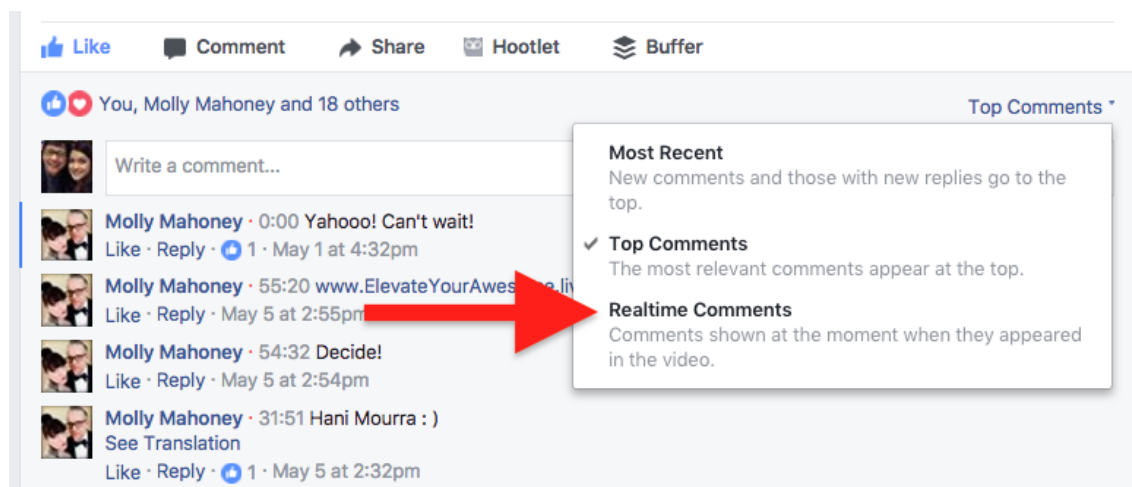 Like Comment Share Hootlet Buffer
You, Molly Mahoney and 18 others
Top Comments
Write a comment...
Most Recent
New comments and those with new replies go to the
top.
Top Comments
The most relevant comments appear at the top.
Realtime Comments
Comments shown at the moment when they appeared
in the video.
Molly Mahoney · 0:00 Yahooo! Can't wait!
Like · Reply · 1 · May 1 at 4:32pm
Molly Mahoney · 55:20 www.ElevateYourAwes
Like · Reply · May 5 at 2:55pm
Molly Mahoney · 54:32 Decide!
Like · Reply · May 5 at 2:54pm
Molly Mahoney · 31:51 Hani Mourra : )
See Translation
Like · Reply · 1 · May 5 at 2:32pm